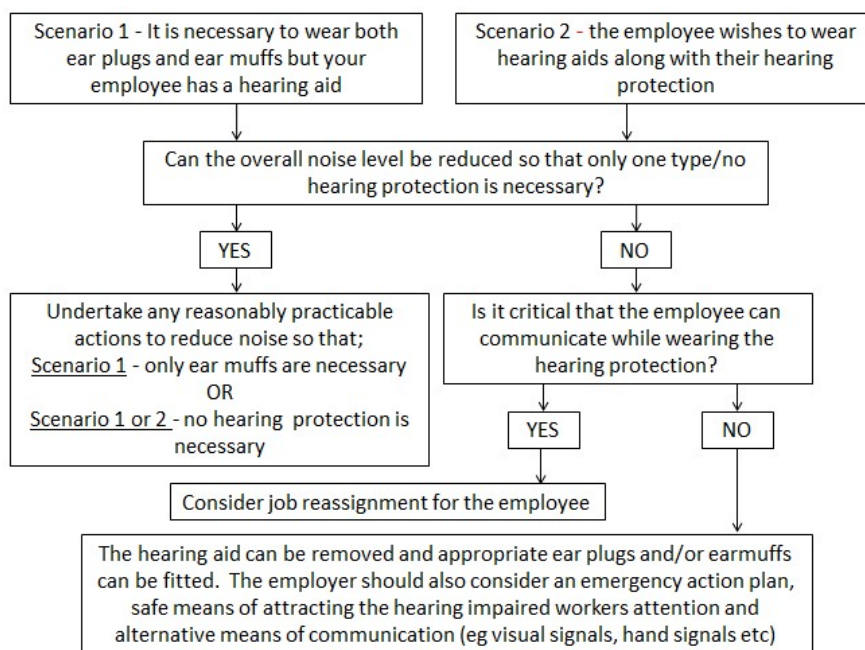 Scenario 1 - It is necessary to wear both
ear plugs and ear muffs but your
employee has a hearing aid
Scenario 2 - the employee wishes to wear
hearing aids along with their hearing
protection
Can the overall noise level be reduced so that only one type/no
hearing protection is necessary?
YES
NO
Undertake any reasonably practicable
actions to reduce noise so that;
Scenario 1 - only ear muffs are necessary
OR
Scenario 1 or 2 - no hearing protection is
necessary
Is it critical that the employee can
communicate while wearing the
hearing protection?
YES
NO
Consider job reassignment for the employee
The hearing aid can be removed and appropriate ear plugs and/or earmuffs
can be fitted. The employer should also consider an emergency action plan,
safe means of attracting the hearing impaired workers attention and
alternative means of communication (eg visual signals, hand signals etc)